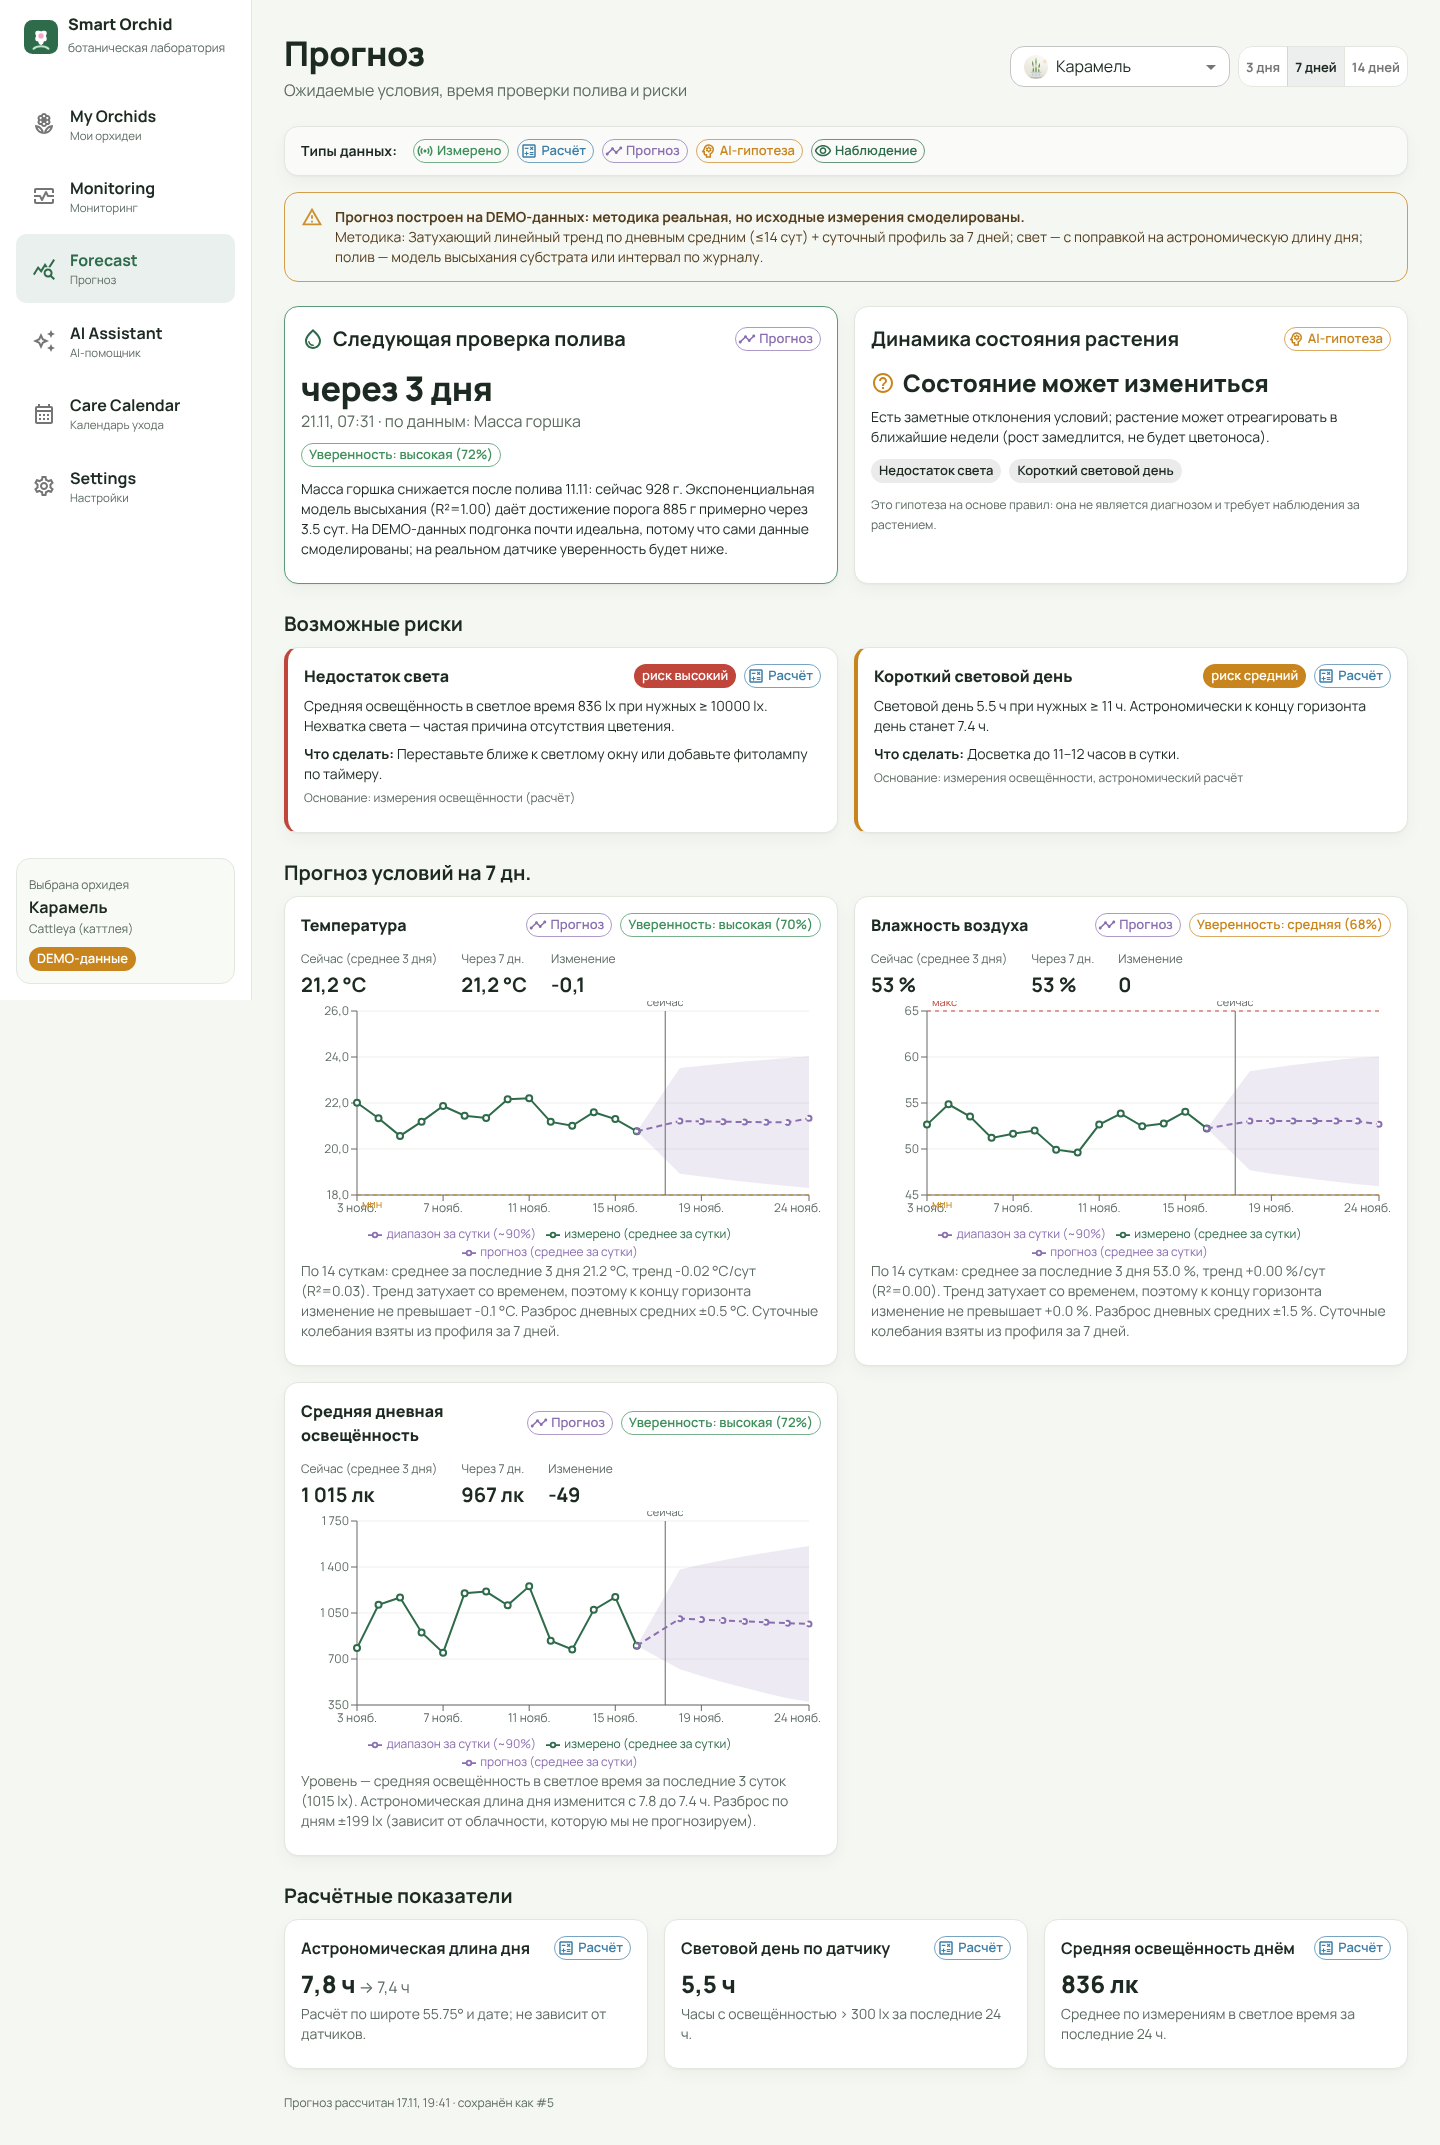 Smart Orchid
ботаническая лаборатория
My Orchids
Мои орхидеи
Monitoring
Мониторинг
Forecast
Прогноз
AI Assistant
AI-помощник
Care Calendar
Календарь ухода
Settings
Настройки
Выбрана орхидея
Карамель
Cattleya (каттлея)
DEMO-данные
Прогноз
Ожидаемые условия, время проверки полива и риски
Карамель
3 дня 7 дней 14 дней
Типы данных: Измерено Расчёт Прогноз AI-гипотеза Наблюдение
Прогноз построен на DEMO-данных: методика реальная, но исходные измерения смоделированы.
Методика: Затухающий линейный тренд по дневным средним (≤14 сут) + суточный профиль за 7 дней; свет — с поправкой на астрономическую длину дня;
полив — модель высыхания субстрата или интервал по журналу.
Следующая проверка полива Прогноз
через 3 дня
21.11, 07:31 · по данным: Масса горшка
Уверенность: высокая (72%)
Масса горшка снижается после полива 11.11: сейчас 928 г. Экспоненциальная
модель высыхания (R²=1.00) даёт достижение порога 885 г примерно через
3.5 сут. На DEMO-данных подгонка почти идеальна, потому что сами данные
смоделированы; на реальном датчике уверенность будет ниже.
Динамика состояния растения AI-гипотеза
Состояние может измениться
Есть заметные отклонения условий; растение может отреагировать в
ближайшие недели (рост замедлится, не будет цветоноса).
Недостаток света Короткий световой день
Это гипотеза на основе правил: она не является диагнозом и требует наблюдения за
растением.
Возможные риски
Недостаток света риск высокий Расчёт
Средняя освещённость в светлое время 836 lx при нужных ≥ 10000 lx.
Нехватка света — частая причина отсутствия цветения.
Что сделать: Переставьте ближе к светлому окну или добавьте фитолампу
по таймеру.
Основание: измерения освещённости (расчёт)
Короткий световой день риск средний Расчёт
Световой день 5.5 ч при нужных ≥ 11 ч. Астрономически к концу горизонта
день станет 7.4 ч.
Что сделать: Досветка до 11–12 часов в сутки.
Основание: измерения освещённости, астрономический расчёт
Прогноз условий на 7 дн.
Температура Прогноз Уверенность: высокая (70%)
Сейчас (среднее 3 дня) Через 7 дн. Изменение
21,2 °C 21,2 °C -0,1
сейчас
26,0
24,0
22,0
20,0
18,0
мин
3 нояб. 7 нояб. 11 нояб. 15 нояб. 19 нояб. 24 нояб.
диапазон за сутки (~90%) измерено (среднее за сутки)
прогноз (среднее за сутки)
По 14 суткам: среднее за последние 3 дня 21.2 °C, тренд -0.02 °C/сут
(R²=0.03). Тренд затухает со временем, поэтому к концу горизонта
изменение не превышает -0.1 °C. Разброс дневных средних ±0.5 °C. Суточные
колебания взяты из профиля за 7 дней.
Влажность воздуха Прогноз Уверенность: средняя (68%)
Сейчас (среднее 3 дня) Через 7 дн. Изменение
53 % 53 % 0
макс сейчас
65
60
55
50
45
мин
3 нояб. 7 нояб. 11 нояб. 15 нояб. 19 нояб. 24 нояб.
диапазон за сутки (~90%) измерено (среднее за сутки)
прогноз (среднее за сутки)
По 14 суткам: среднее за последние 3 дня 53.0 %, тренд +0.00 %/сут
(R²=0.00). Тренд затухает со временем, поэтому к концу горизонта
изменение не превышает +0.0 %. Разброс дневных средних ±1.5 %. Суточные
колебания взяты из профиля за 7 дней.
Средняя дневная
освещённость Прогноз Уверенность: высокая (72%)
Сейчас (среднее 3 дня) Через 7 дн. Изменение
1 015 лк 967 лк -49
сейчас
1 750
1 400
1 050
700
350
3 нояб. 7 нояб. 11 нояб. 15 нояб. 19 нояб. 24 нояб.
диапазон за сутки (~90%) измерено (среднее за сутки)
прогноз (среднее за сутки)
Уровень — средняя освещённость в светлое время за последние 3 суток
(1015 lx). Астрономическая длина дня изменится с 7.8 до 7.4 ч. Разброс по
дням ±199 lx (зависит от облачности, которую мы не прогнозируем).
Расчётные показатели
Астрономическая длина дня Расчёт
7,8 ч → 7,4 ч
Расчёт по широте 55.75° и дате; не зависит от
датчиков.
Световой день по датчику Расчёт
5,5 ч
Часы с освещённостью > 300 lx за последние 24
ч.
Средняя освещённость днём Расчёт
836 лк
Среднее по измерениям в светлое время за
последние 24 ч.
Прогноз рассчитан 17.11, 19:41 · сохранён как #5